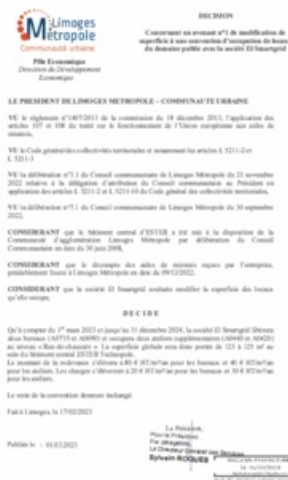 Limoges
Métropole
Communauté urbaine
Pôle Economique
Direction du Développement
Economique
DECISION
Concernant un avenant n°1 de modification de
superficie à une convention d'occupation de locaux
du domaine public avec la société El Smartgrid
LE PRESIDENT DE LIMOGES METROPOLE – COMMUNAUTE URBAINE
VU le règlement n°1407/2013 de la commission du 18 décembre 2013, l'application des
articles 107 et 108 du traité sur le fonctionnement de l'Union européenne aux aides de
minimis,
VU le Code général des collectivités territoriales et notamment les articles L 5211-2 et
L 5211-3
VU la délibération n°3.1 du Conseil communautaire de Limoges Métropole du 21 novembre
2022 relative à la délégation d'attribution du Conseil communautaire au Président en
application des articles L 5211-2 et L 5211-10 du Code général des collectivités territoriales,
VU la délibération n°7.1 du Conseil communautaire de Limoges Métropole du 30 septembre
2022,
CONSIDERANT que le bâtiment central d'ESTER a été mis à la disposition de la
Communauté d'agglomération Limoges Métropole par délibération du Conseil
Communautaire en date du 30 juin 2008,
CONSIDERANT que le décompte des aides de minimis reçues par l'entreprise,
préalablement fourni à Limoges Métropole en date du 09/12/2022,
CONSIDERANT que la société El Smartgrid souhaite modifier la superficie des locaux
qu'elle occupe,
DECIDE
Qu'à compter du 1er mars 2023 et jusqu'au 31 décembre 2024, la société El Smartgrid libérera
deux bureaux (A0710 et A0690) et occupera deux ateliers supplémentaires (A0440 et A0420)
au niveau « Rez-de-chaussée ». La superficie globale sera donc portée de 123 à 125 m² au
sein du bâtiment central ESTER Technopole.
Le montant de la redevance s'élèvera à 80 € HT/m²/an pour les bureaux et 40 € HT/m²/an
pour les ateliers. Les charges s'élèveront à 20 € HT/m²/an pour les bureaux et 30 € HT/m²/an
pour les ateliers.
Le reste de la convention demeure inchangé.
Fait à Limoges, le 17/02/2023
Le Président,
Pour le Président
Par délégation,
Le Directeur Général des Services
Publiée le : 01.03.2023
Sylvain ROQUES